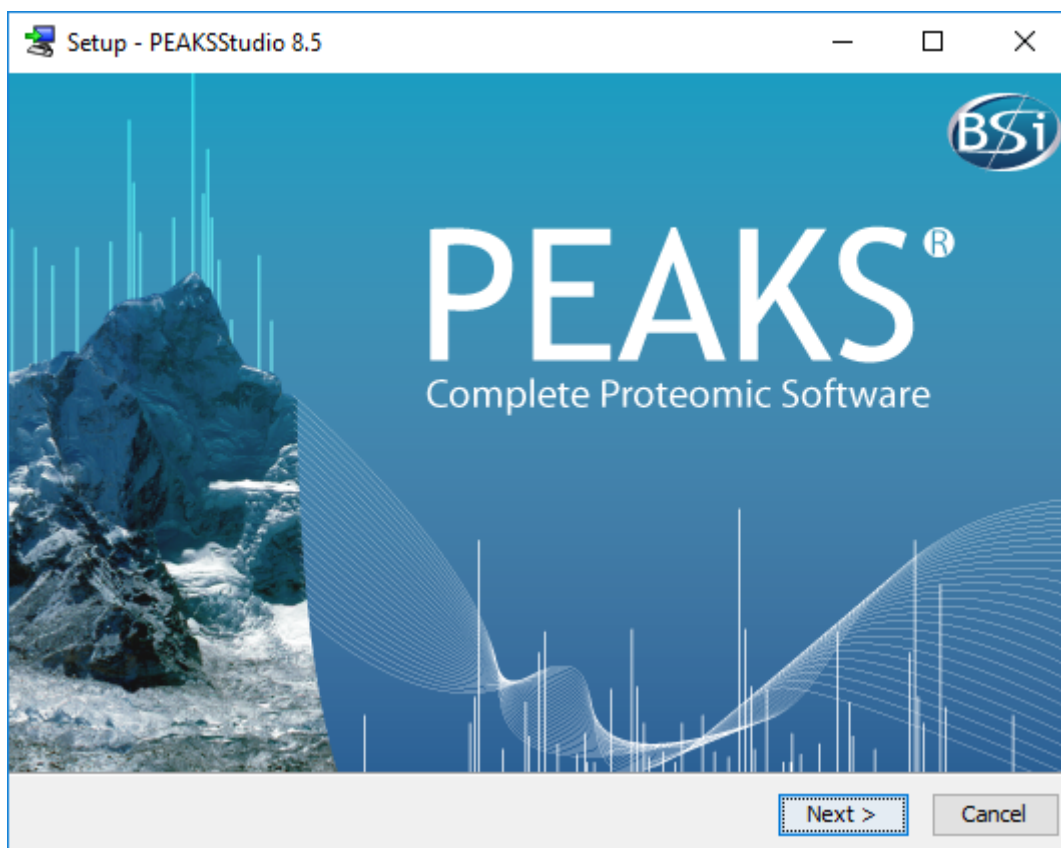 Setup - PEAKSStudio 8.5
BSi
PEAKS®
Complete Proteomic Software
Next >
Cancel